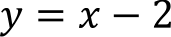 y = x − 2